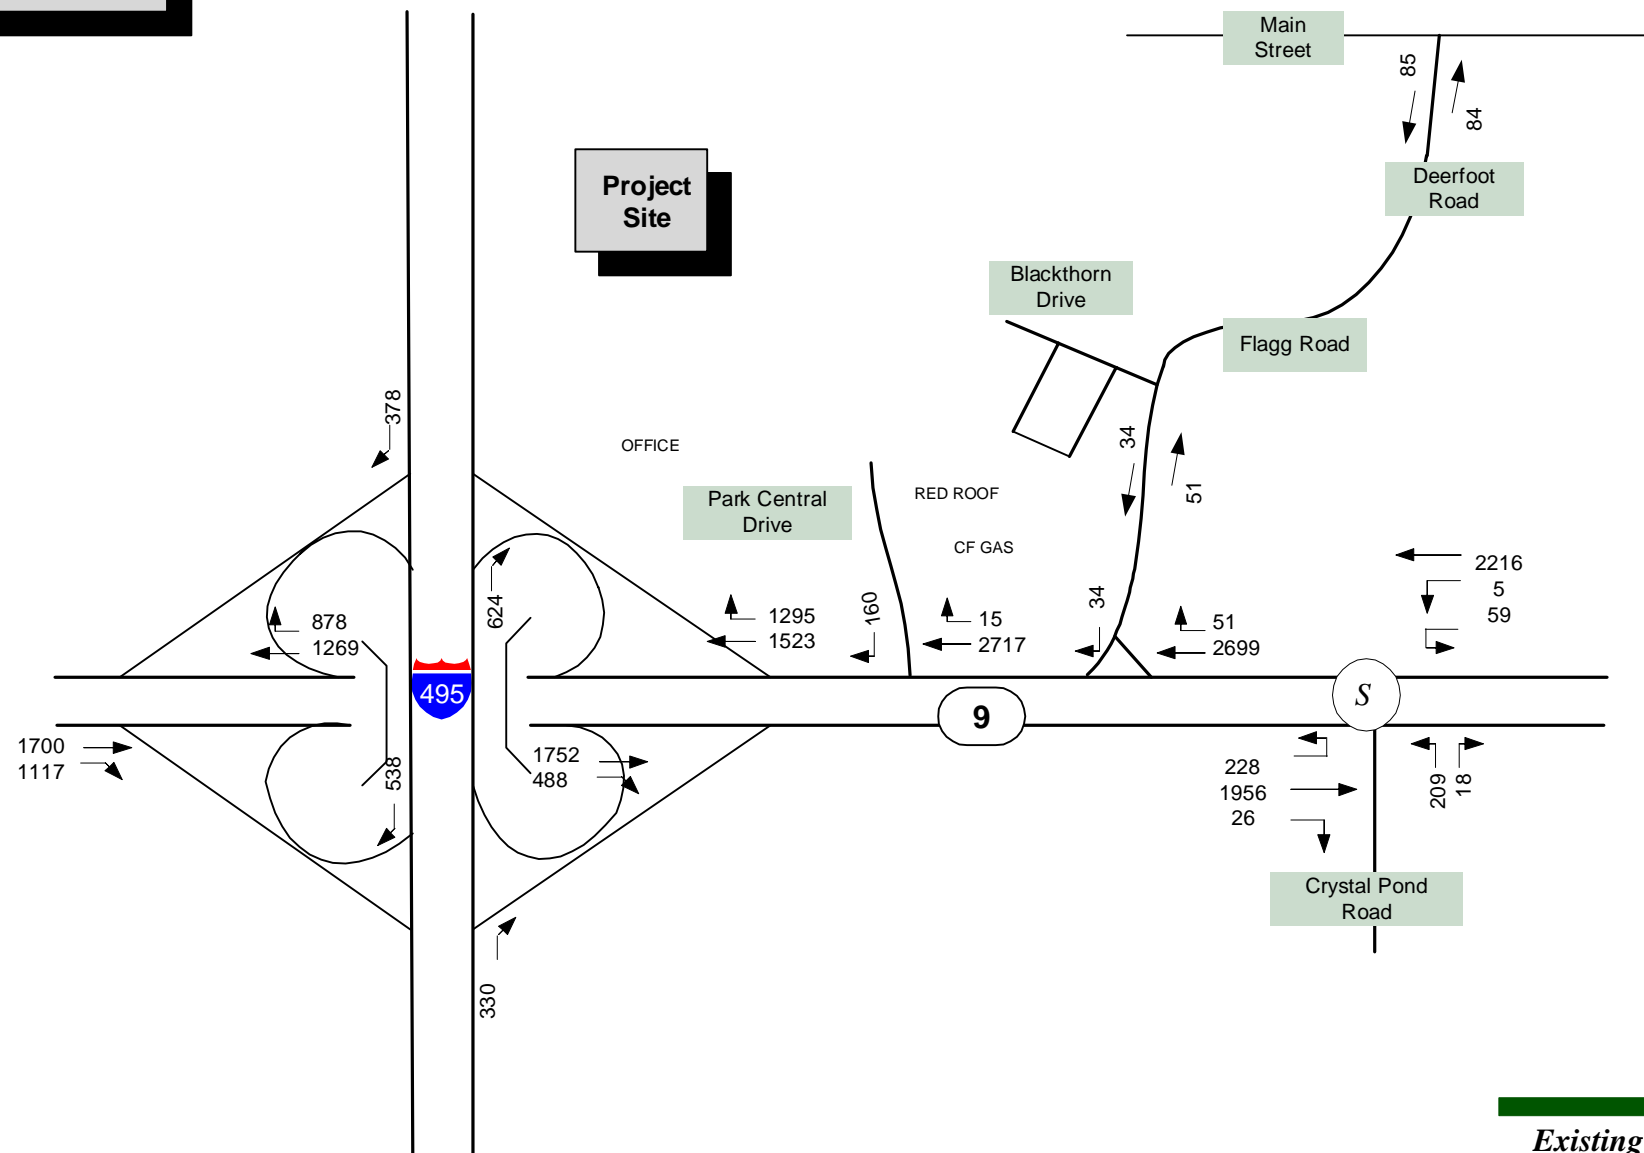 Main
Street
85
84
Project
Site
Deerfoot
Road
Blackthorn
Drive
Flagg Road
378
OFFICE
34
51
Park Central
Drive
RED ROOF
CF GAS
2216
5
59
624
878
1269
1295
1523
160
15
2717
34
51
2699
495
S
9
1700
1117
538
1752
488
228
1956
26
209
18
Crystal Pond
Road
330
Existing